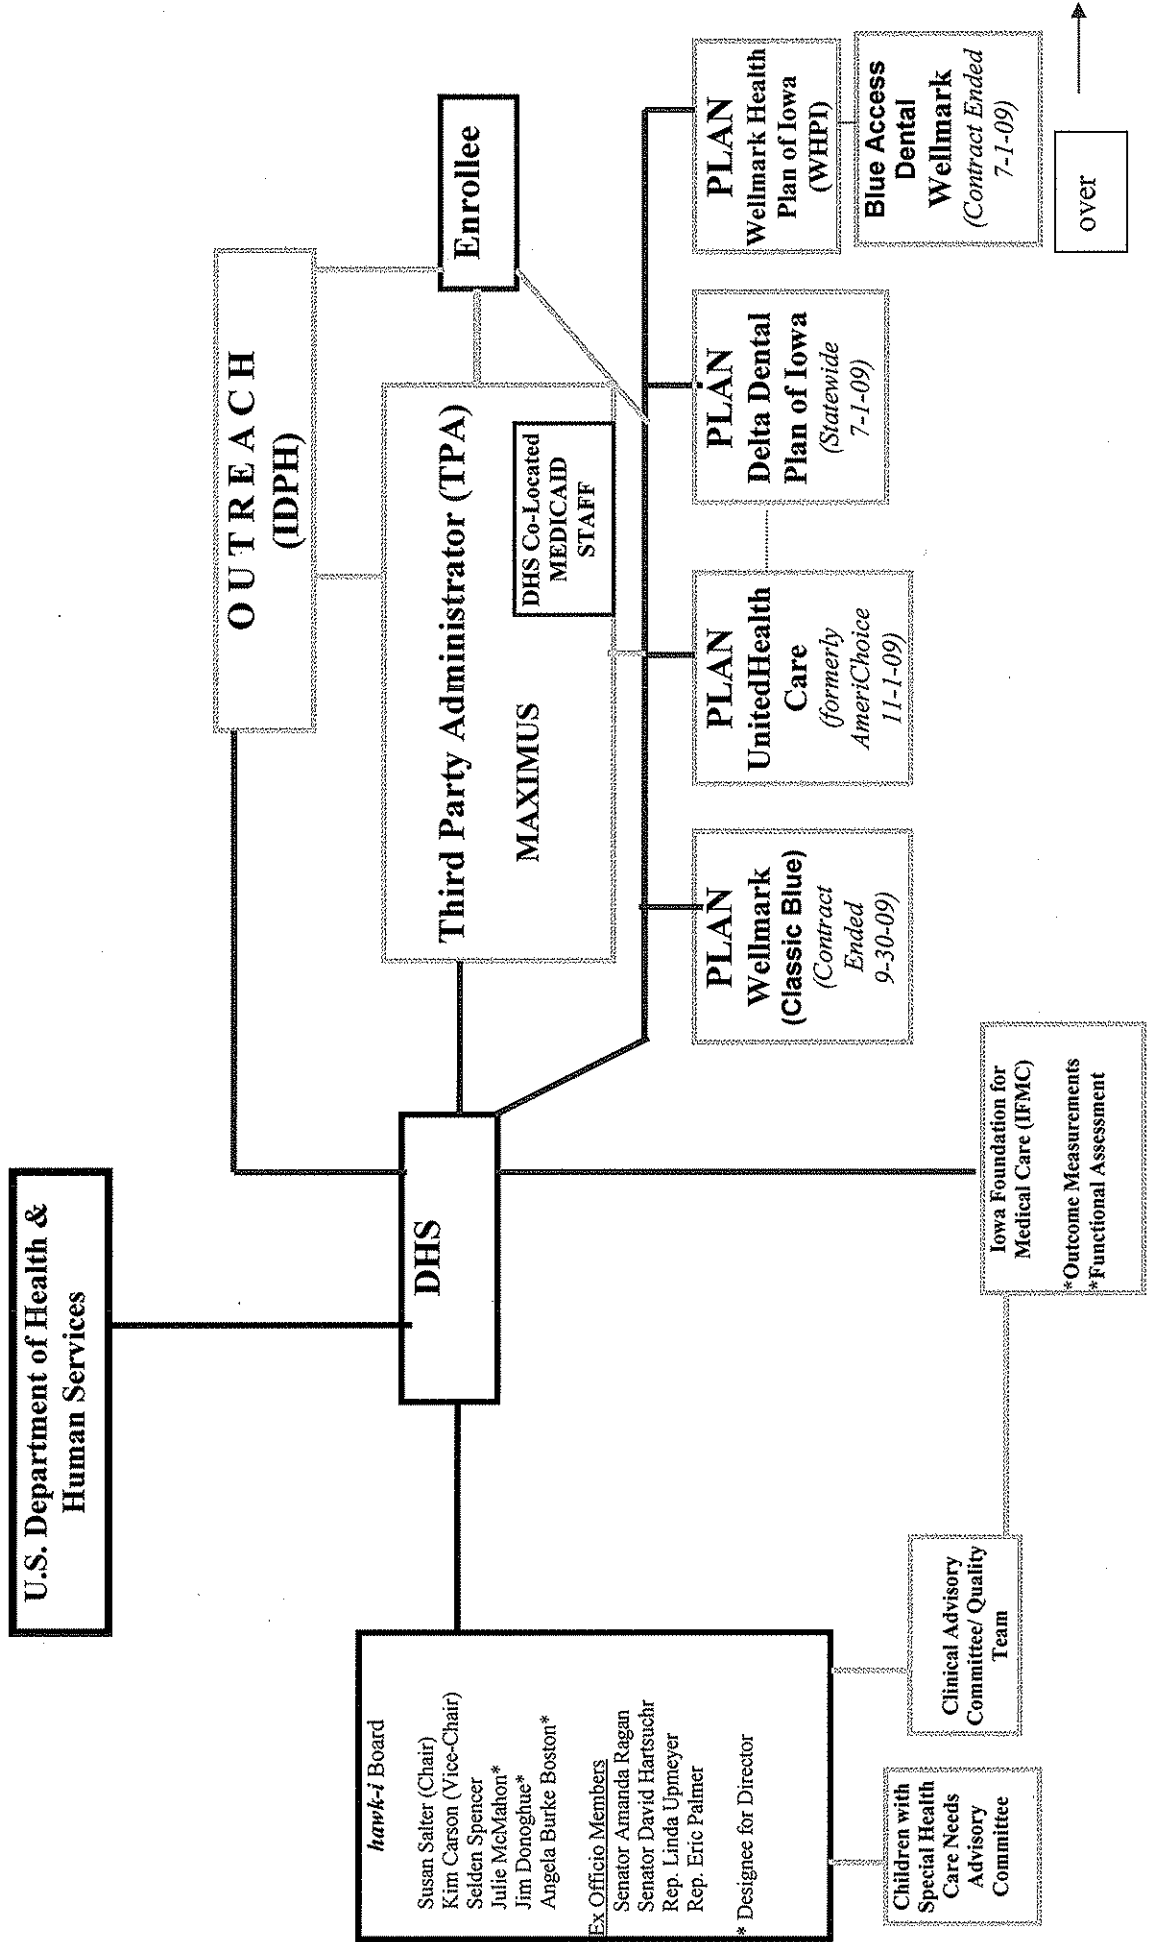 U.S. Department of Health &
Human Services
hawk-i Board
Susan Salter (Chair)
Kim Carson (Vice-Chair)
Selden Spencer
Julie McMahon*
Jim Donoghue*
Angela Burke Boston*
Ex Officio Members
Senator Amanda Ragan
Senator David Hartsuchr
Rep. Linda Upmeyer
Rep. Eric Palmer
* Designee for Director
DHS
OUTREACH
(IDPH)
Third Party Administrator (TPA)
MAXIMUS
DHS Co-Located
MEDICAID
STAFF
Enrollee
PLAN
Wellmark
(Classic Blue)
(Contract
Ended
9-30-09)
PLAN
UnitedHealth
Care
(formerly
AmeriChoice
11-1-09)
PLAN
Delta Dental
Plan of Iowa
(Statewide
7-1-09)
PLAN
Wellmark Health
Plan of Iowa
(WHPI)
Blue Access
Dental
Wellmark
(Contract Ended
7-1-09)
Children with
Special Health
Care Needs
Advisory
Committee
Clinical Advisory
Committee/ Quality
Team
Iowa Foundation for
Medical Care (IFMC)
*Outcome Measurements
*Functional Assessment
over